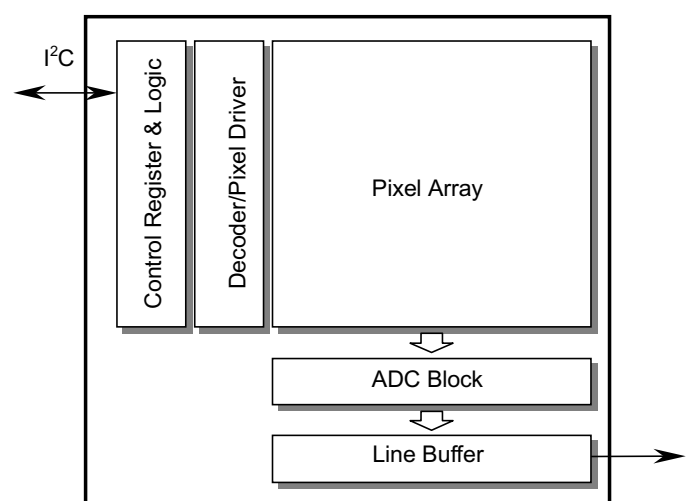 I²C
Control Register & Logic
Decoder/Pixel Driver
Pixel Array
ADC Block
Line Buffer